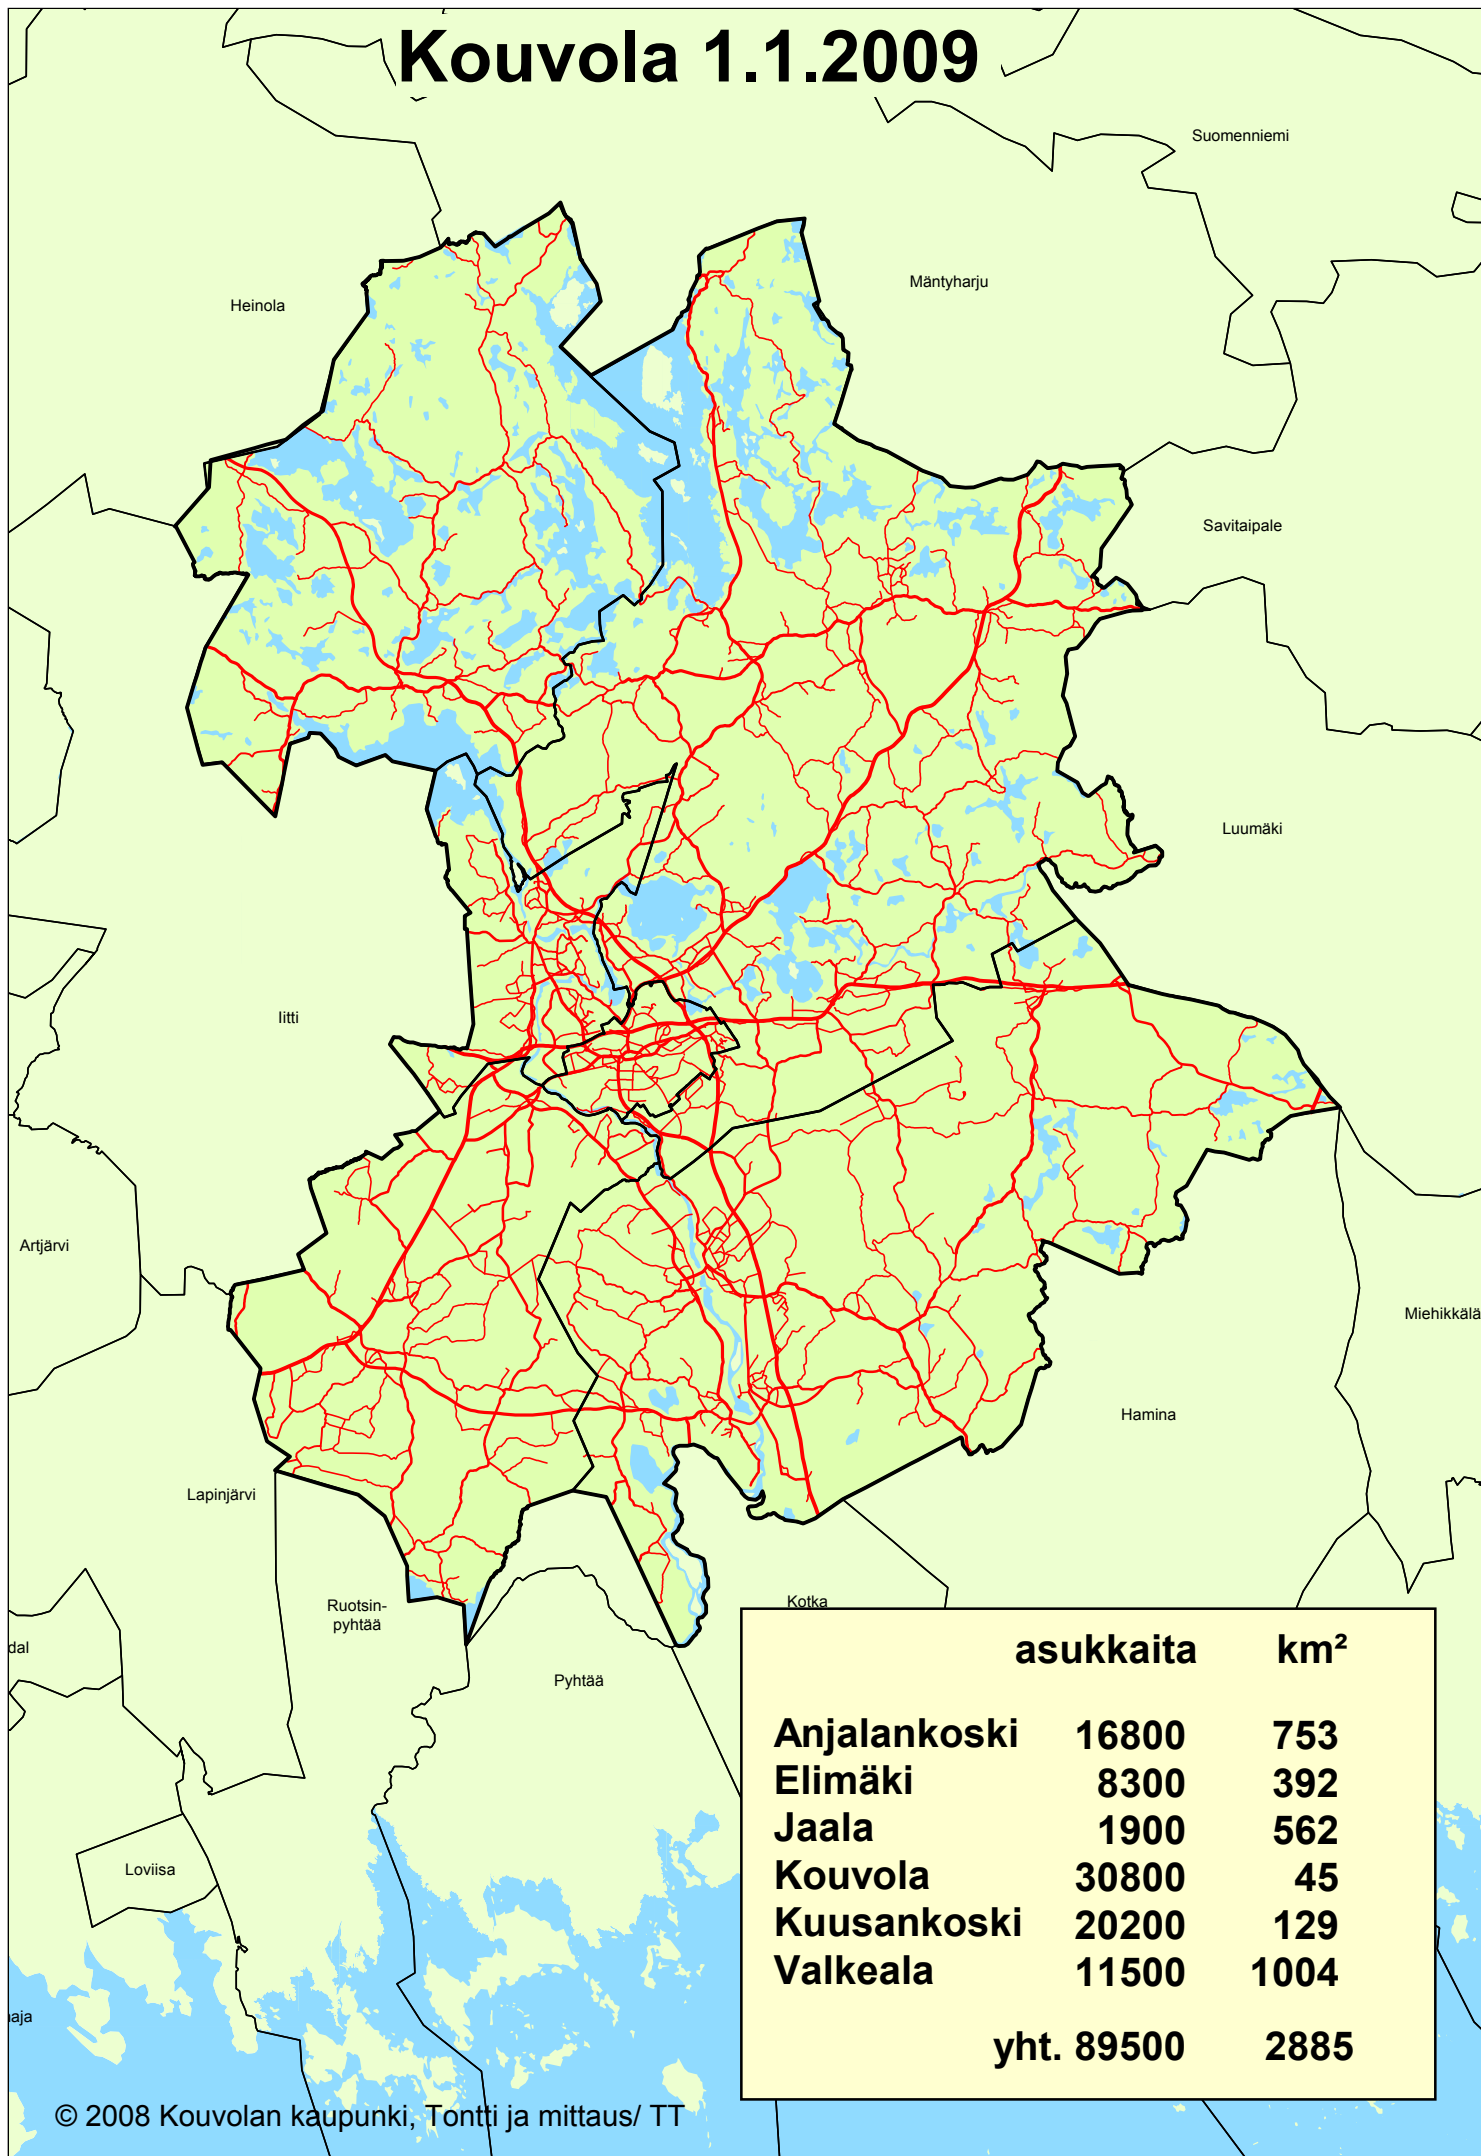 Kouvola 1.1.2009
Suomenniemi
Mäntyharju
Heinola
Savitaipale
Luumäki
Iitti
Artjärvi
Miehikkälä
Hamina
Lapinjärvi
Kotka
Ruotsin-
pyhtää
dal
Pyhtää
Loviisa
aja
asukkaita km²
Anjalankoski 16800 753
Elimäki 8300 392
Jaala 1900 562
Kouvola 30800 45
Kuusankoski 20200 129
Valkeala 11500 1004
yht. 89500 2885
© 2008 Kouvolan kaupunki, Tontti ja mittaus/ TT